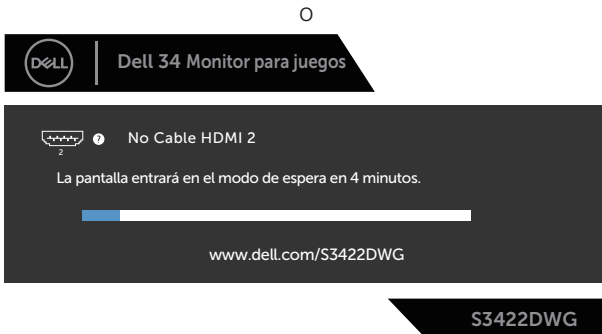 O
DELL
Dell 34 Monitor para juegos
2
?
No Cable HDMI 2
La pantalla entrará en el modo de espera en 4 minutos.
www.dell.com/S3422DWG
S3422DWG